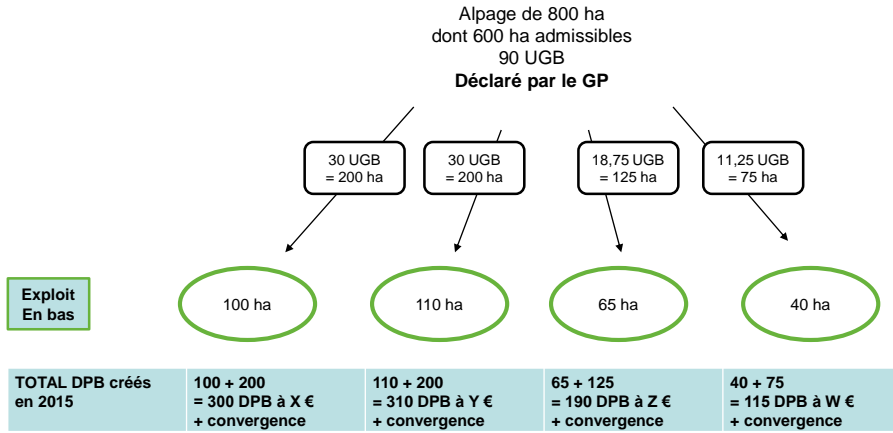 Alpage de 800 ha
dont 600 ha admissibles
90 UGB
Déclaré par le GP
30 UGB
= 200 ha
30 UGB
= 200 ha
18,75 UGB
= 125 ha
11,25 UGB
= 75 ha
Exploit
En bas
100 ha
110 ha
65 ha
40 ha
TOTAL DPB créés
en 2015
100 + 200
= 300 DPB à X €
+ convergence
110 + 200
= 310 DPB à Y €
+ convergence
65 + 125
= 190 DPB à Z €
+ convergence
40 + 75
= 115 DPB à W €
+ convergence